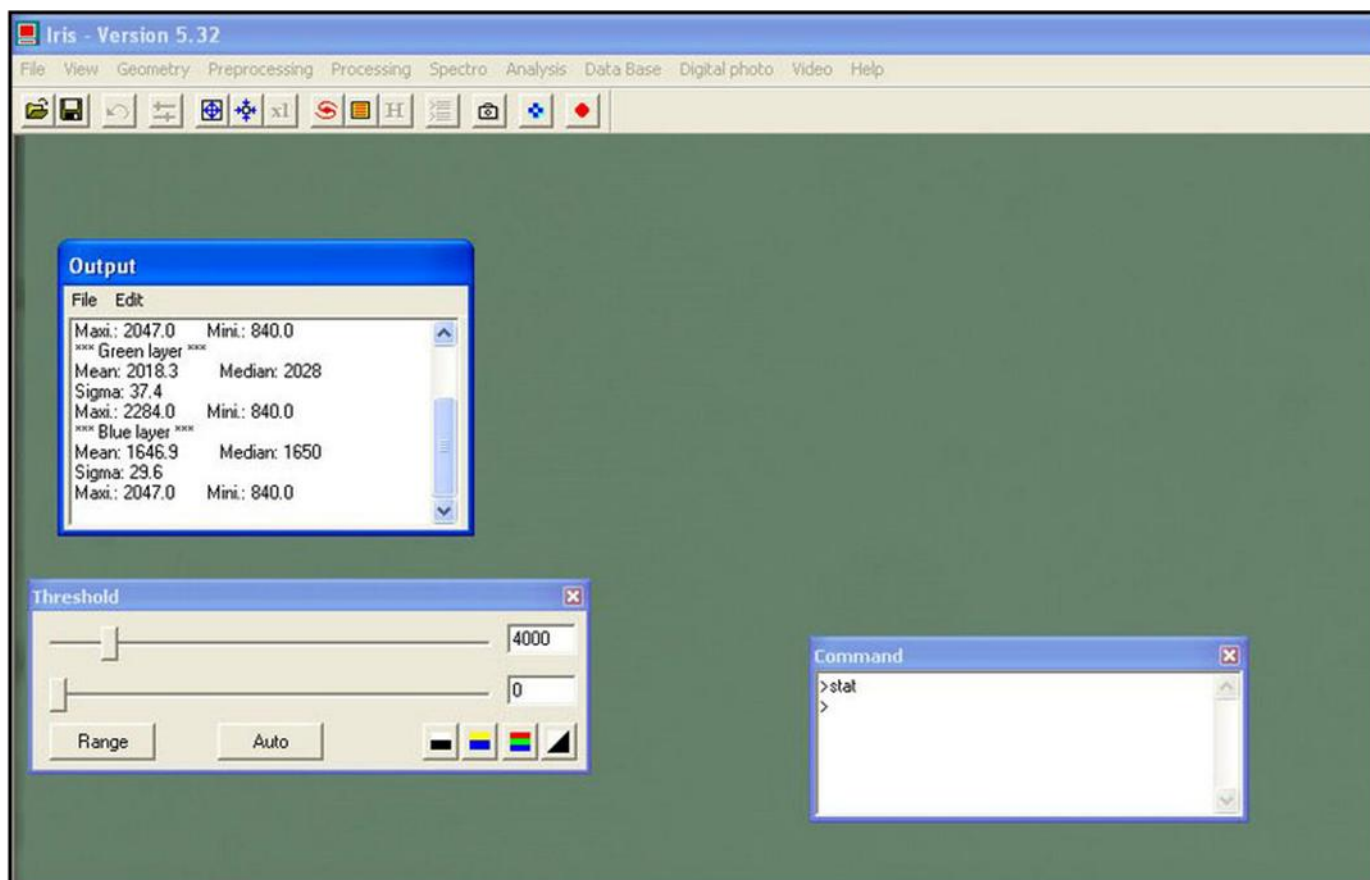 Iris - Version 5.32
File View Geometry Preprocessing Processing Spectro Analysis Data Base Digital photo Video Help
x1 H
Output
File Edit
Maxi.: 2047.0 Mini.: 840.0
*** Green layer ***
Mean: 2018.3 Median: 2028
Sigma: 37.4
Maxi.: 2284.0 Mini.: 840.0
*** Blue layer ***
Mean: 1646.9 Median: 1650
Sigma: 29.6
Maxi.: 2047.0 Mini.: 840.0
Threshold
4000
0
Range Auto
Command
>stat
>